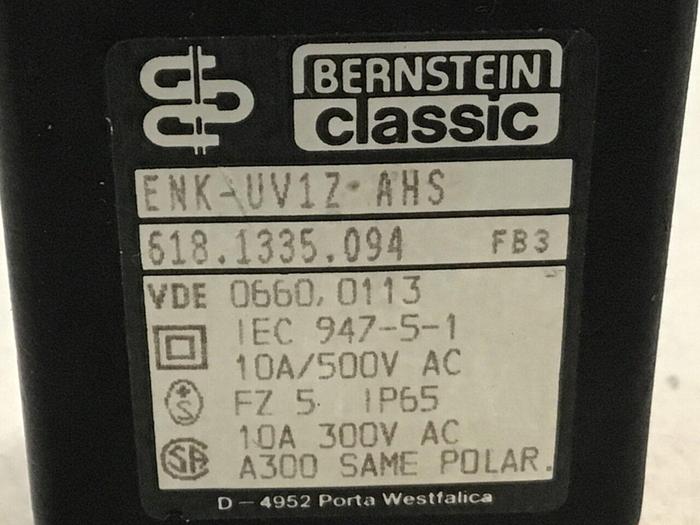 BERNSTEIN
classic
ENK-UV1Z AHS
618.1335.094 FB3
VDE 0660, 0113
IEC 947-5-1
10A/500V AC
S FZ 5 IP65
10A 300V AC
SA A300 SAME POLAR.
D-4952 Porta Westfalica